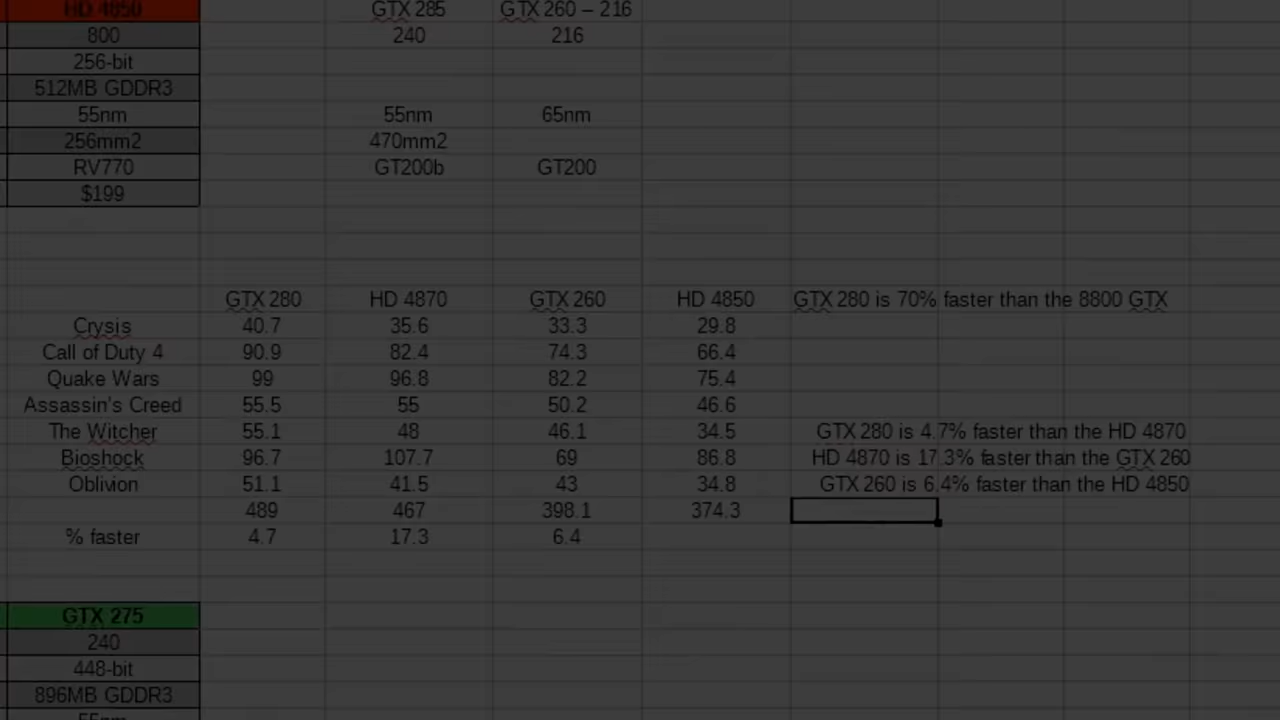 HD 4850 GTX 285 GTX 260 – 216
800 240 216
256-bit
512MB GDDR3
55nm 55nm 65nm
256mm2 470mm2
RV770 GT200b GT200
$199
GTX 280 HD 4870 GTX 260 HD 4850 GTX 280 is 70% faster than the 8800 GTX
Crysis 40.7 35.6 33.3 29.8
Call of Duty 4 90.9 82.4 74.3 66.4
Quake Wars 99 96.8 82.2 75.4
Assassin's Creed 55.5 55 50.2 46.6
The Witcher 55.1 48 46.1 34.5 GTX 280 is 4.7% faster than the HD 4870
Bioshock 96.7 107.7 69 86.8 HD 4870 is 17.3% faster than the GTX 260
Oblivion 51.1 41.5 43 34.8 GTX 260 is 6.4% faster than the HD 4850
489 467 398.1 374.3
% faster 4.7 17.3 6.4
GTX 275
240
448-bit
896MB GDDR3
55nm